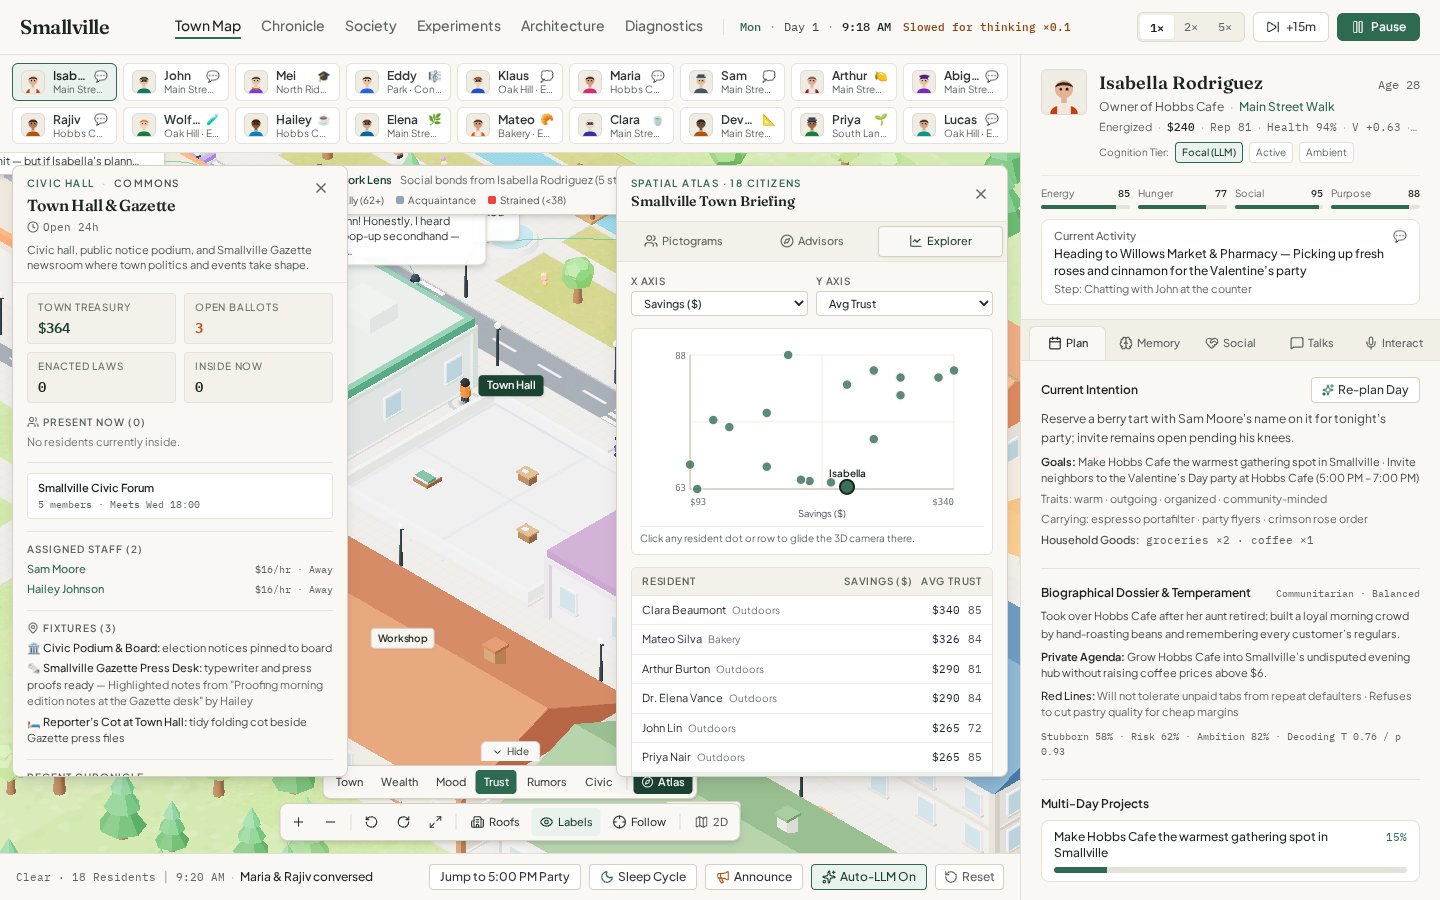 Smallville
Town Map Chronicle Society Experiments Architecture Diagnostics
Mon · Day 1 · 9:18 AM Slowed for thinking ×0.1
1× 2× 5× +15m Pause
Isab… John Mei Eddy Klaus Maria Sam Arthur Abig…
Main Stre… Main Stre… North Rid… Park · Con… Oak Hill · E… Hobbs C… Main Stre… Main Stre… Main Stre…
Rajiv Wolf… Hailey Elena Mateo Clara Dev… Priya Lucas
Hobbs C… Oak Hill · E… Hobbs C… Main Stre… Bakery · E… Main Stre… Main Stre… South Lan… Oak Hill · E…
nit — but if Isabella's plann…
CIVIC HALL · COMMONS
Town Hall & Gazette
Open 24h
Civic hall, public notice podium, and Smallville Gazette
newsroom where town politics and events take shape.
TOWN TREASURY
$364
OPEN BALLOTS
3
ENACTED LAWS
0
INSIDE NOW
0
PRESENT NOW (0)
No residents currently inside.
Smallville Civic Forum
5 members · Meets Wed 18:00
ASSIGNED STAFF (2)
Sam Moore $16/hr · Away
Hailey Johnson $16/hr · Away
FIXTURES (3)
Civic Podium & Board: election notices pinned to board
Smallville Gazette Press Desk: typewriter and press
proofs ready — Highlighted notes from "Proofing morning
edition notes at the Gazette desk" by Hailey
Reporter's Cot at Town Hall: tidy folding cot beside
Gazette press files
RECENT CHRONICLE
ork Lens Social bonds from Isabella Rodriguez (5 st
lly (62+) Acquaintance Strained (<38)
nn! Honestly, I heard
pop-up secondhand —
Town Hall
Workshop
Hide
Town Wealth Mood Trust Rumors Civic Atlas
Roofs Labels Follow 2D
SPATIAL ATLAS · 18 CITIZENS
Smallville Town Briefing
Pictograms Advisors Explorer
X AXIS
Savings ($)
Y AXIS
Avg Trust
88
63
Isabella
$93 $340
Savings ($)
Click any resident dot or row to glide the 3D camera there.
RESIDENT SAVINGS ($) AVG TRUST
Clara Beaumont Outdoors $340 85
Mateo Silva Bakery $326 84
Arthur Burton Outdoors $290 81
Dr. Elena Vance Outdoors $290 84
John Lin Outdoors $265 72
Priya Nair Outdoors $265 85
Clear · 18 Residents | 9:20 AM · Maria & Rajiv conversed
Jump to 5:00 PM Party Sleep Cycle Announce Auto-LLM On Reset
Isabella Rodriguez Age 28
Owner of Hobbs Cafe · Main Street Walk
Energized · $240 · Rep 81 · Health 94% · V +0.63 ·…
Cognition Tier: Focal (LLM) Active Ambient
Energy 85 Hunger 77 Social 95 Purpose 88
Current Activity
Heading to Willows Market & Pharmacy — Picking up fresh
roses and cinnamon for the Valentine's party
Step: Chatting with John at the counter
Plan Memory Social Talks Interact
Current Intention Re-plan Day
Reserve a berry tart with Sam Moore's name on it for tonight's
party; invite remains open pending his knees.
Goals: Make Hobbs Cafe the warmest gathering spot in Smallville · Invite
neighbors to the Valentine's Day party at Hobbs Cafe (5:00 PM – 7:00 PM)
Traits: warm · outgoing · organized · community-minded
Carrying: espresso portafilter · party flyers · crimson rose order
Household Goods: groceries ×2 · coffee ×1
Biographical Dossier & Temperament Communitarian · Balanced
Took over Hobbs Cafe after her aunt retired; built a loyal morning crowd
by hand-roasting beans and remembering every customer's regulars.
Private Agenda: Grow Hobbs Cafe into Smallville's undisputed evening
hub without raising coffee prices above $6.
Red Lines: Will not tolerate unpaid tabs from repeat defaulters · Refuses
to cut pastry quality for cheap margins
Stubborn 58% · Risk 62% · Ambition 82% · Decoding T 0.76 / p
0.93
Multi-Day Projects
Make Hobbs Cafe the warmest gathering spot in
Smallville
15%